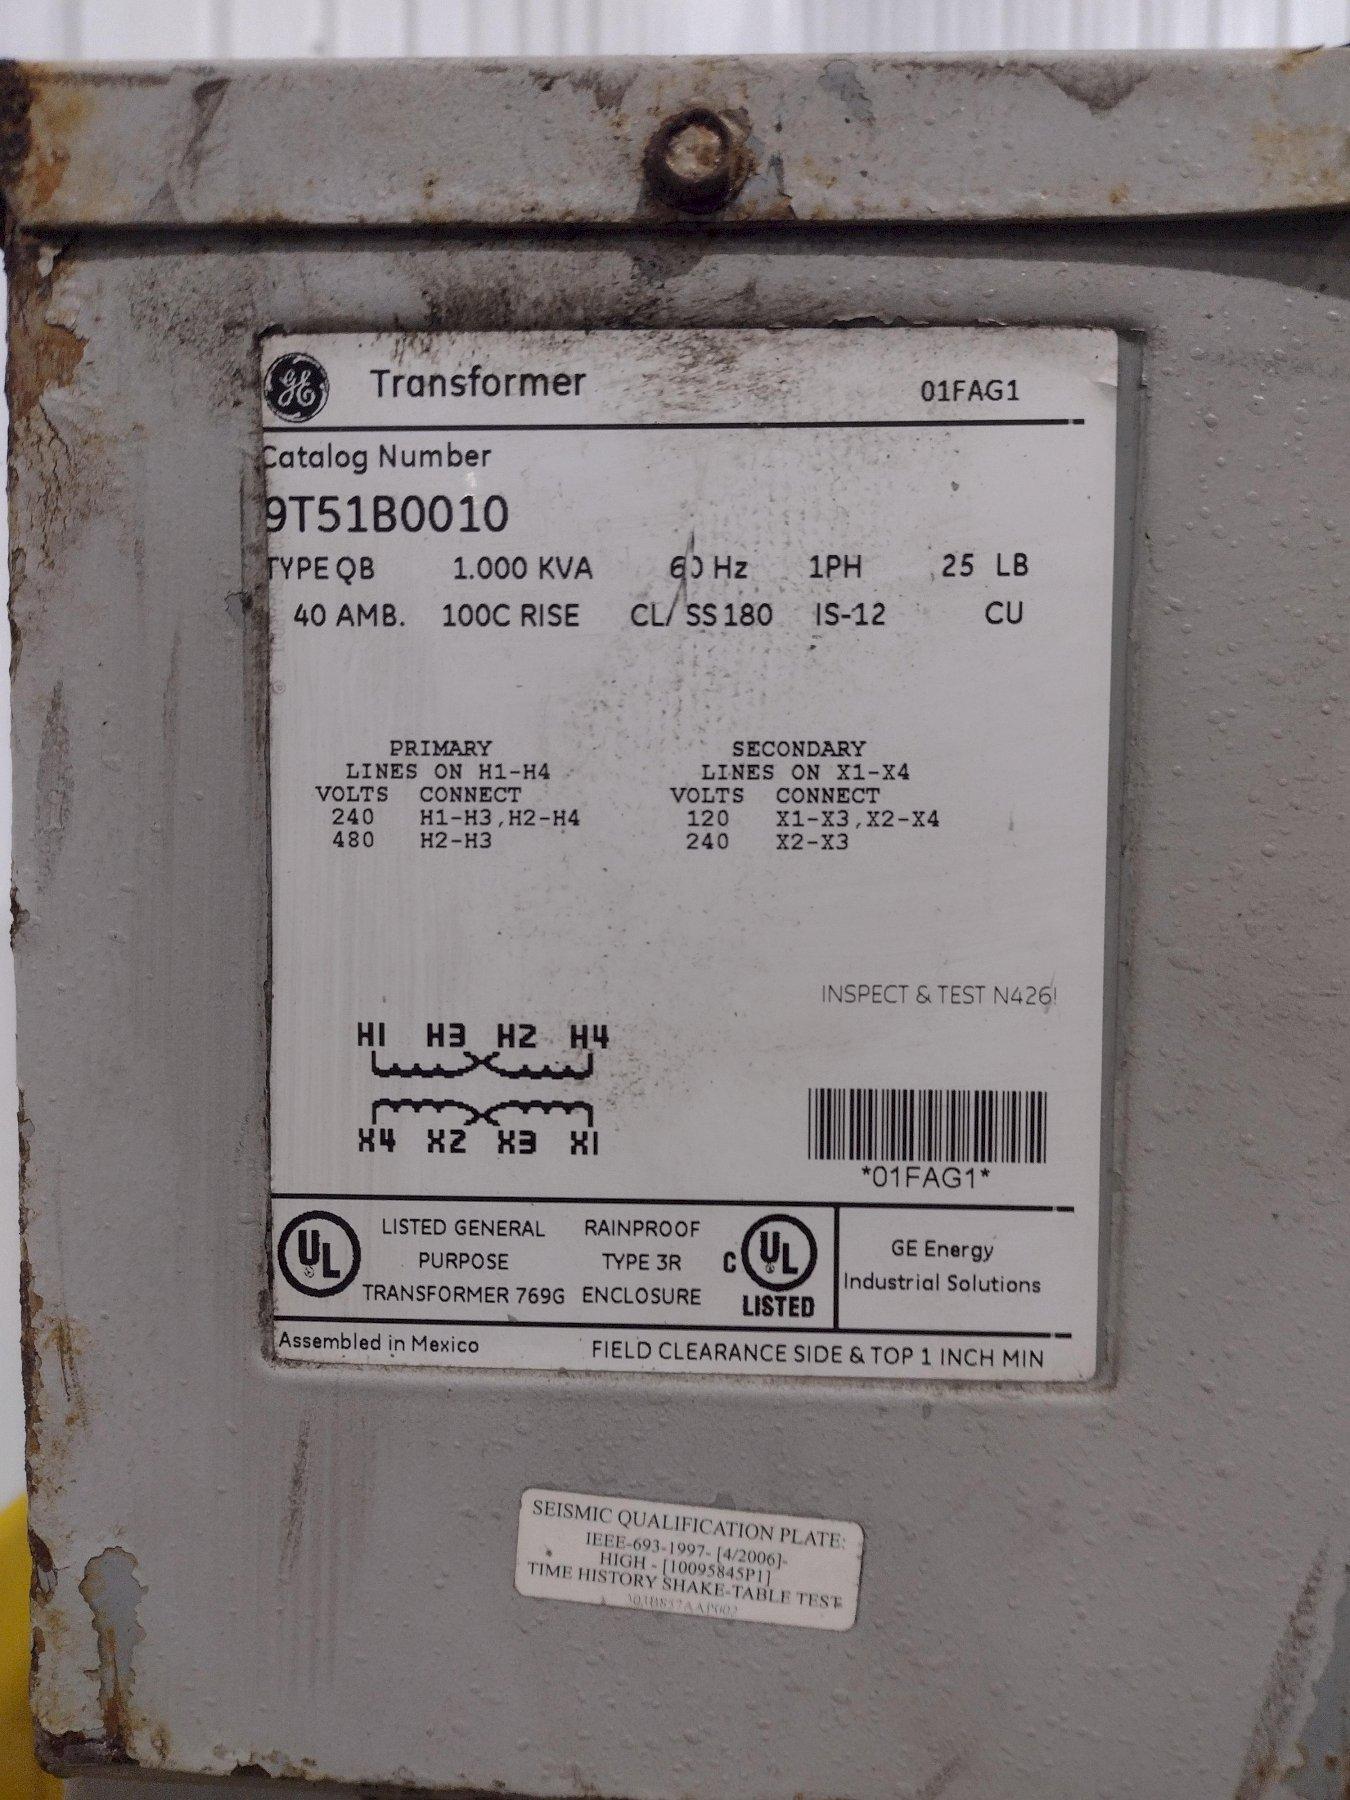 GE Transformer 01FAG1
Catalog Number
9T51B0010
TYPE QB 1.000 KVA 60 Hz 1PH 25 LB
40 AMB. 100C RISE CL/ SS 180 IS-12 CU
PRIMARY
LINES ON H1-H4
VOLTS CONNECT
240 H1-H3,H2-H4
480 H2-H3
SECONDARY
LINES ON X1-X4
VOLTS CONNECT
120 X1-X3,X2-X4
240 X2-X3
INSPECT & TEST N426!
H1 H3 H2 H4
X4 X2 X3 X1
*01FAG1*
UL
LISTED GENERAL
PURPOSE
TRANSFORMER 769G
RAINPROOF
TYPE 3R
ENCLOSURE
C UL
LISTED
GE Energy
Industrial Solutions
Assembled in Mexico FIELD CLEARANCE SIDE & TOP 1 INCH MIN
SEISMIC QUALIFICATION PLATE:
IEEE-693-1997- [4/2006]-
HIGH - [10095845P1]
TIME HISTORY SHAKE-TABLE TEST